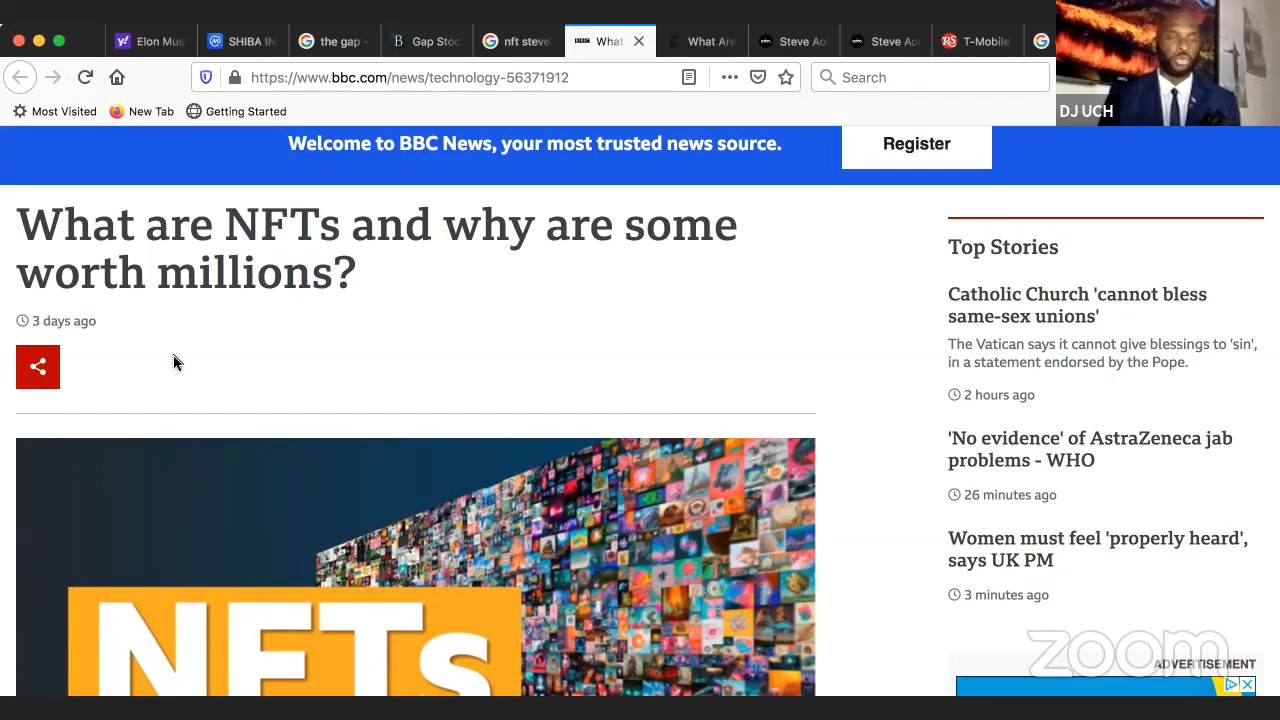 Elon Mus
SHIBA IN
the gap -
Gap Stoc
nft steve
BBC
What
What Are
Steve Aol
Steve Aol
T-Mobile'
https://www.bbc.com/news/technology-56371912
Search
DJ UCH
Most Visited
New Tab
Getting Started
Welcome to BBC News, your most trusted news source.
Register
What are NFTs and why are some
worth millions?
3 days ago
NFTs
Top Stories
Catholic Church 'cannot bless
same-sex unions'
The Vatican says it cannot give blessings to 'sin',
in a statement endorsed by the Pope.
2 hours ago
'No evidence' of AstraZeneca jab
problems - WHO
26 minutes ago
Women must feel 'properly heard',
says UK PM
3 minutes ago
zoom
ADVERTISEMENT